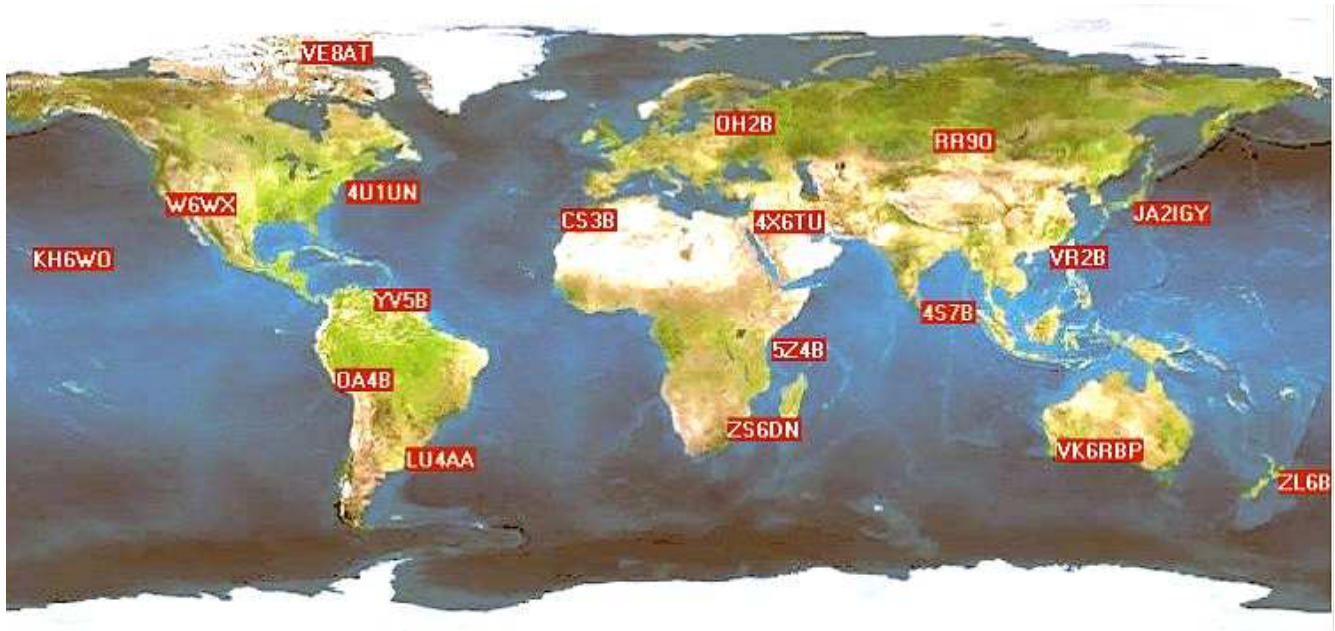 VE8AT
OH2B
RR9O
4U1UN
W6WX
CS3B
4X6TU
JA2IGY
KH6WO
VR2B
YV5B
4S7B
5Z4B
OA4B
ZS6DN
VK6RBP
LU4AA
ZL6B